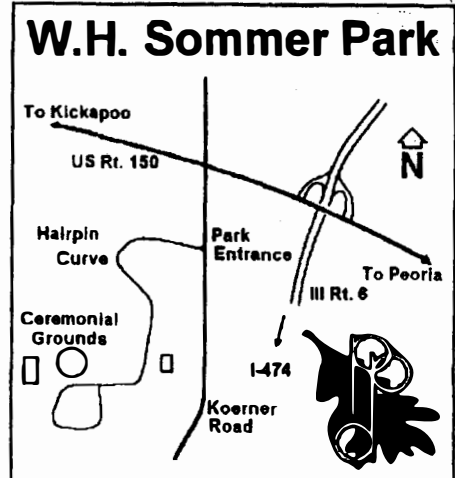 W.H. Sommer Park
To Kickapoo
US Rt. 150
N
Hairpin
Curve
Park
Entrance
To Peoria
Ill Rt. 6
Ceremonial
Grounds
I-474
Koerner
Road